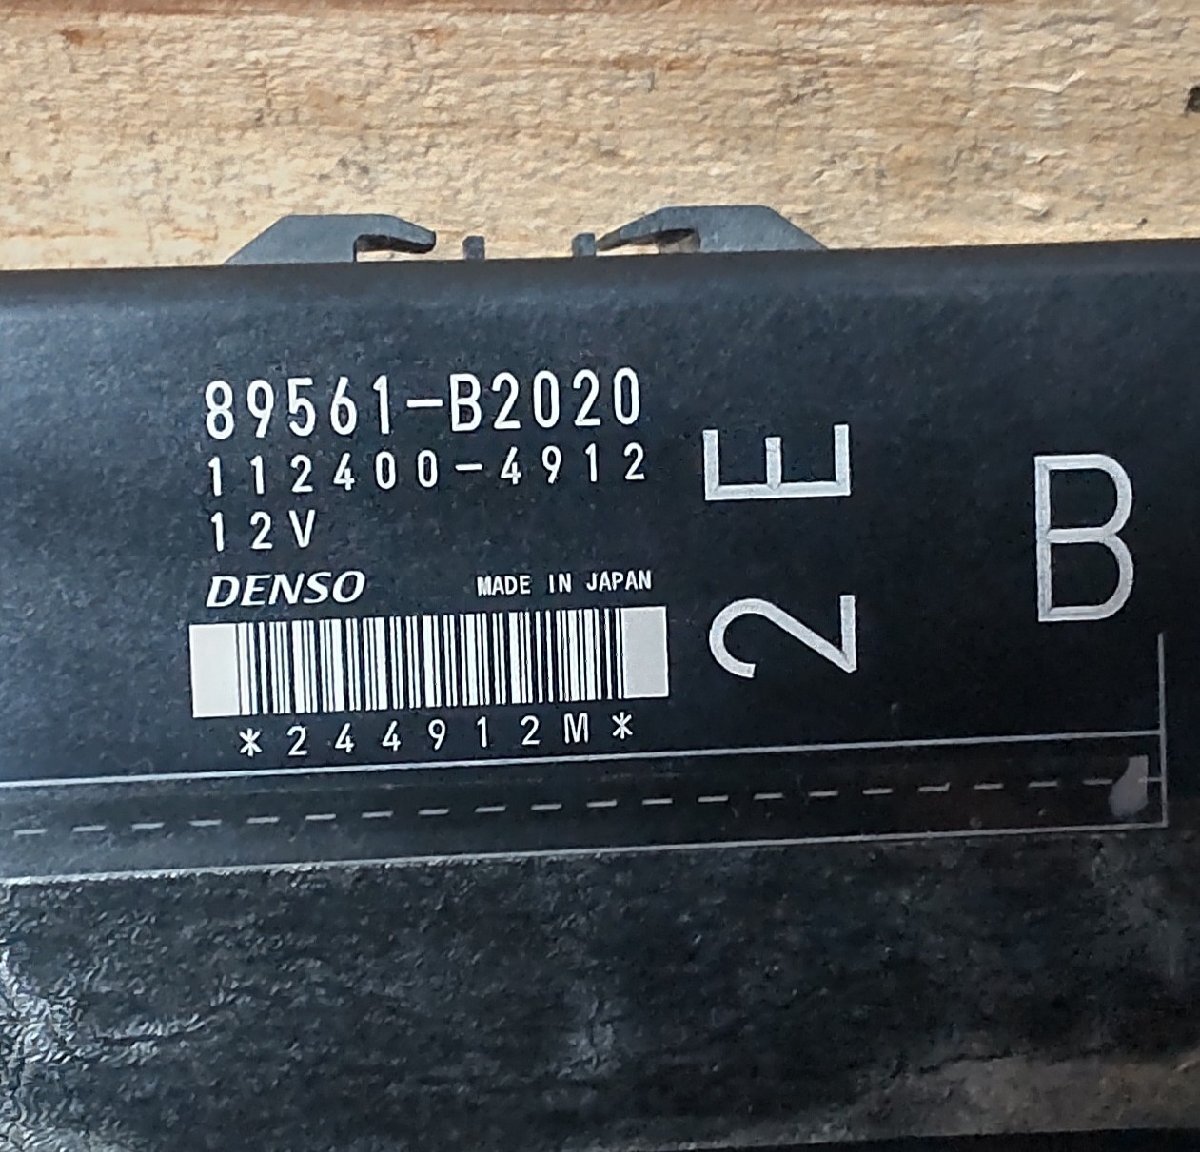 89561-B2020
112400-4912
12V
DENSO MADE IN JAPAN
*244912M*
2E
B